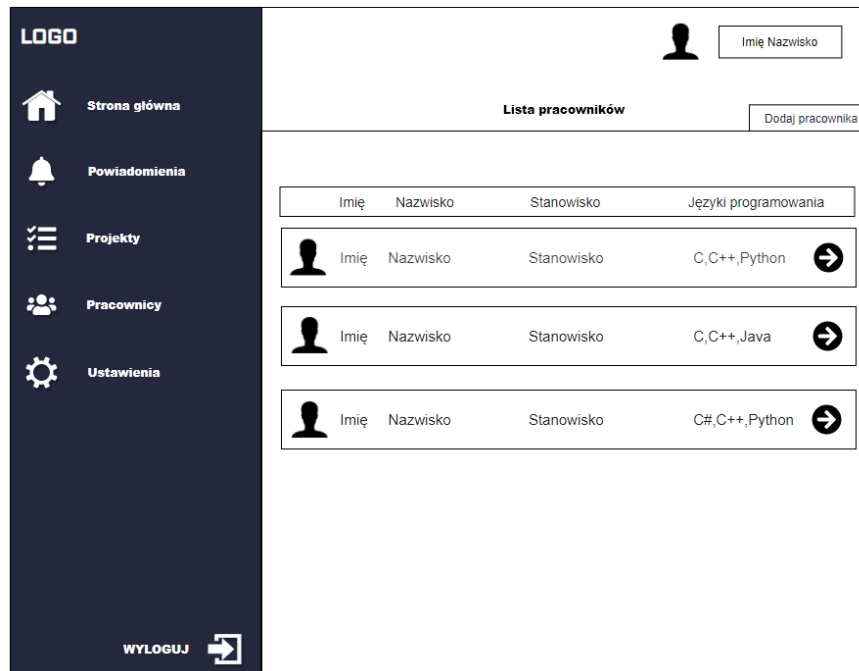 LOGO
Imię Nazwisko
Strona główna
Lista pracowników
Dodaj pracownika
Powiadomienia
Projekty
Pracownicy
Ustawienia
Imię Nazwisko Stanowisko Języki programowania
Imię Nazwisko Stanowisko C,C++,Python
Imię Nazwisko Stanowisko C,C++,Java
Imię Nazwisko Stanowisko C#,C++,Python
WYLOGUJ